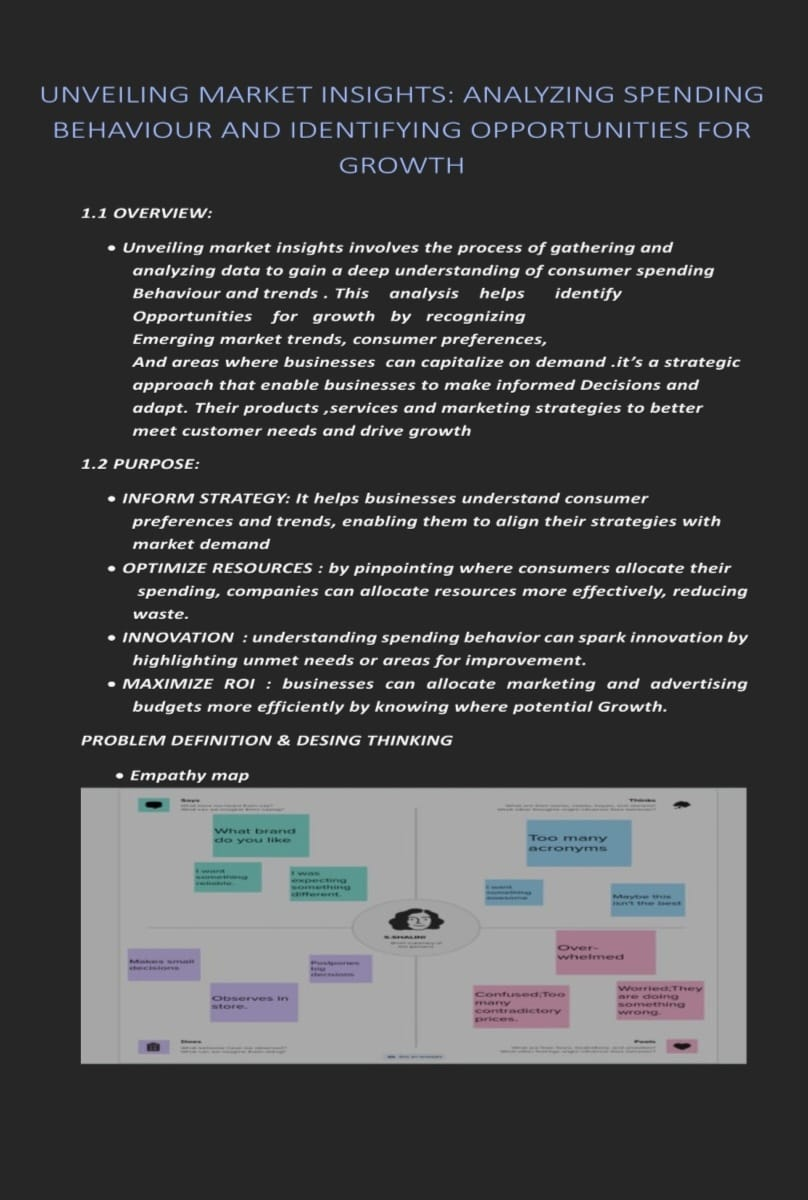 UNVEILING MARKET INSIGHTS: ANALYZING SPENDING
BEHAVIOUR AND IDENTIFYING OPPORTUNITIES FOR
GROWTH
1.1 OVERVIEW:
• Unveiling market insights involves the process of gathering and
analyzing data to gain a deep understanding of consumer spending
Behaviour and trends . This analysis helps identify
Opportunities for growth by recognizing
Emerging market trends, consumer preferences,
And areas where businesses can capitalize on demand .it’s a strategic
approach that enable businesses to make informed Decisions and
adapt. Their products ,services and marketing strategies to better
meet customer needs and drive growth
1.2 PURPOSE:
• INFORM STRATEGY: It helps businesses understand consumer
preferences and trends, enabling them to align their strategies with
market demand
• OPTIMIZE RESOURCES : by pinpointing where consumers allocate their
spending, companies can allocate resources more effectively, reducing
waste.
• INNOVATION : understanding spending behavior can spark innovation by
highlighting unmet needs or areas for improvement.
• MAXIMIZE ROI : businesses can allocate marketing and advertising
budgets more efficiently by knowing where potential Growth.
PROBLEM DEFINITION & DESING THINKING
• Empathy map
Says
What brand
do you like
I want
something
reliable.
I was
expecting
something
different.
Thinks
Too many
acronyms
I want
something
awesome
Maybe this
isn't the best
S.SHALINI
Makes small
decisions
Postpones
big
decisions
Observes in
store.
Does
Over-
whelmed
Confused;Too
many
contradictory
prices.
Worried;They
are doing
something
wrong.
Feels